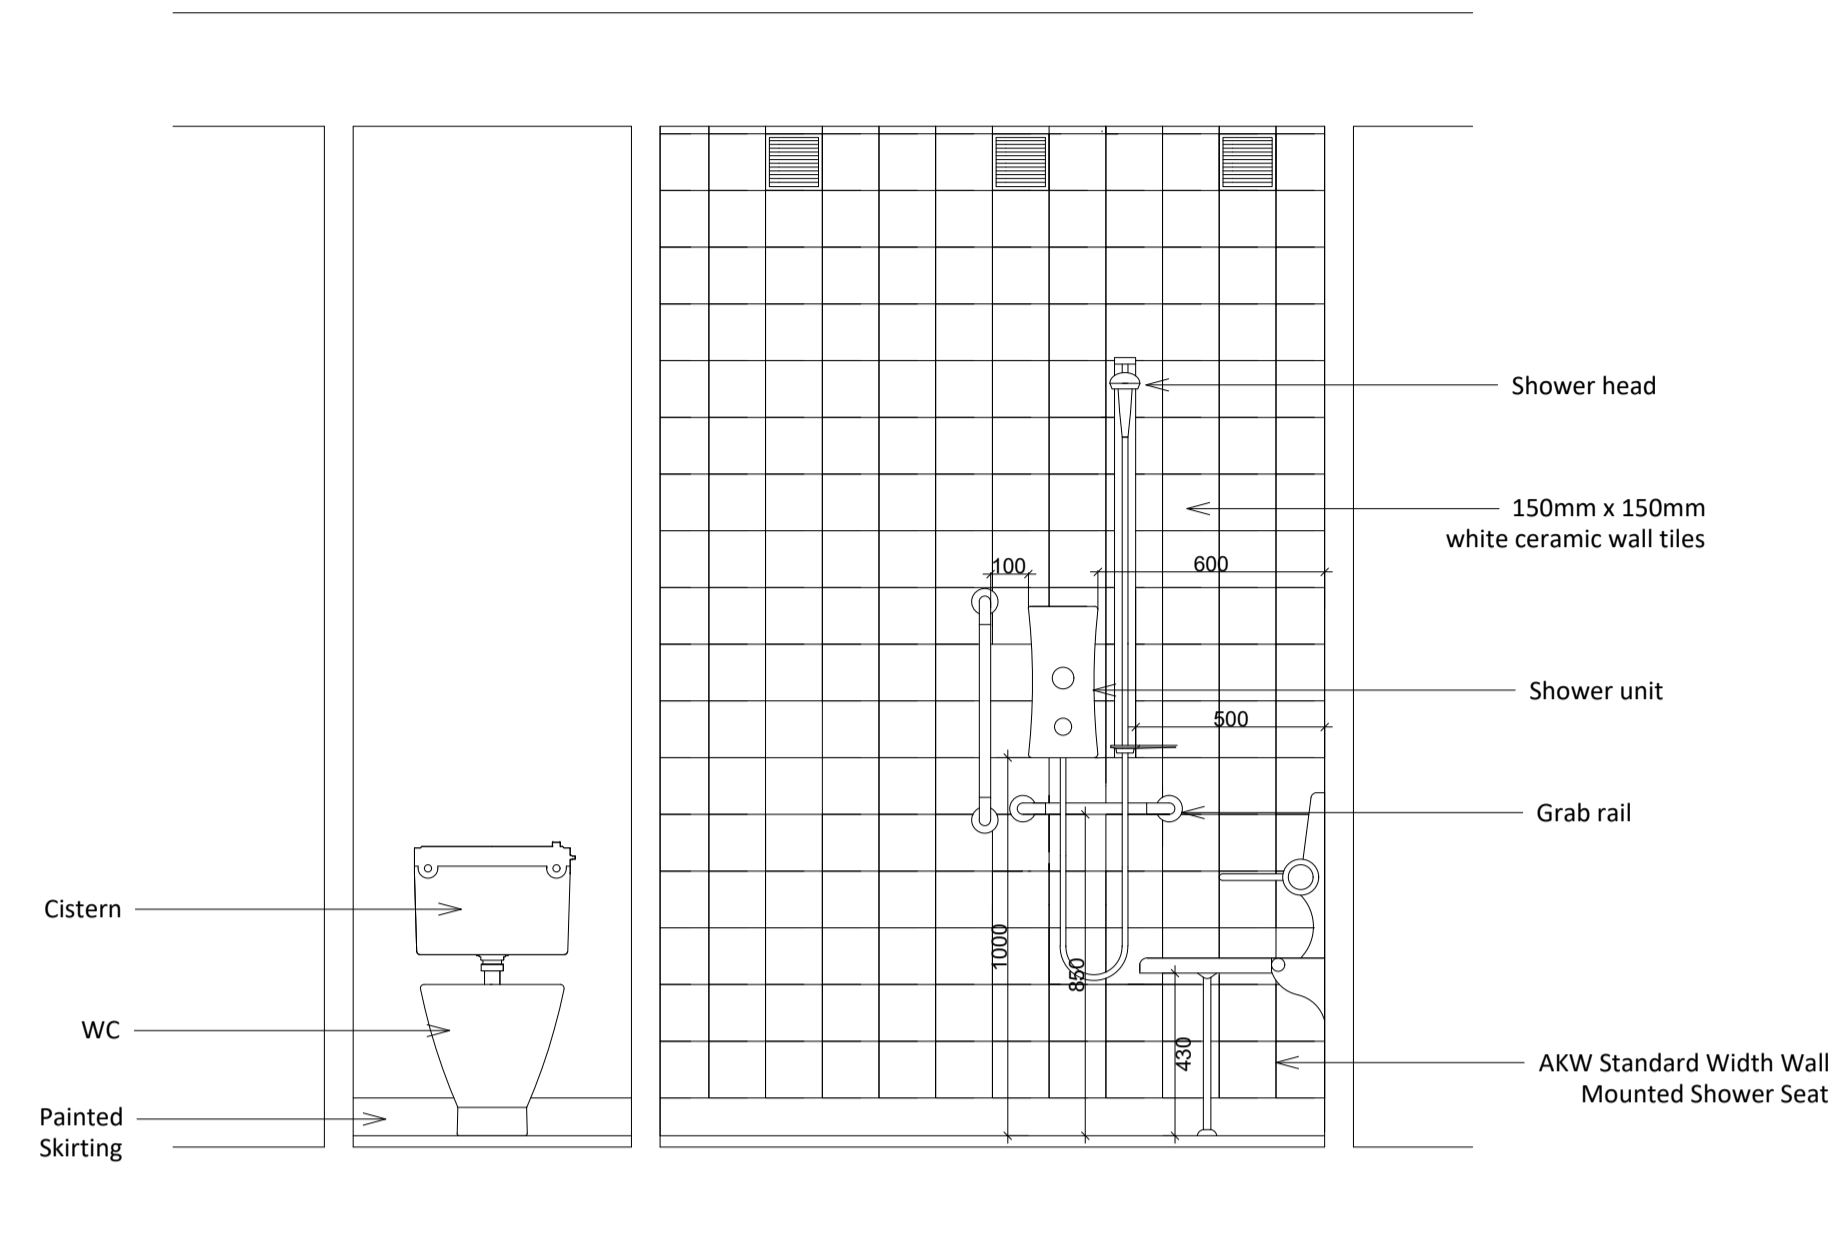 Shower head
150mm x 150mm
white ceramic wall tiles
100
600
Shower unit
500
Grab rail
Cistern
1000
850
WC
430
AKW Standard Width Wall
Mounted Shower Seat
Painted
Skirting